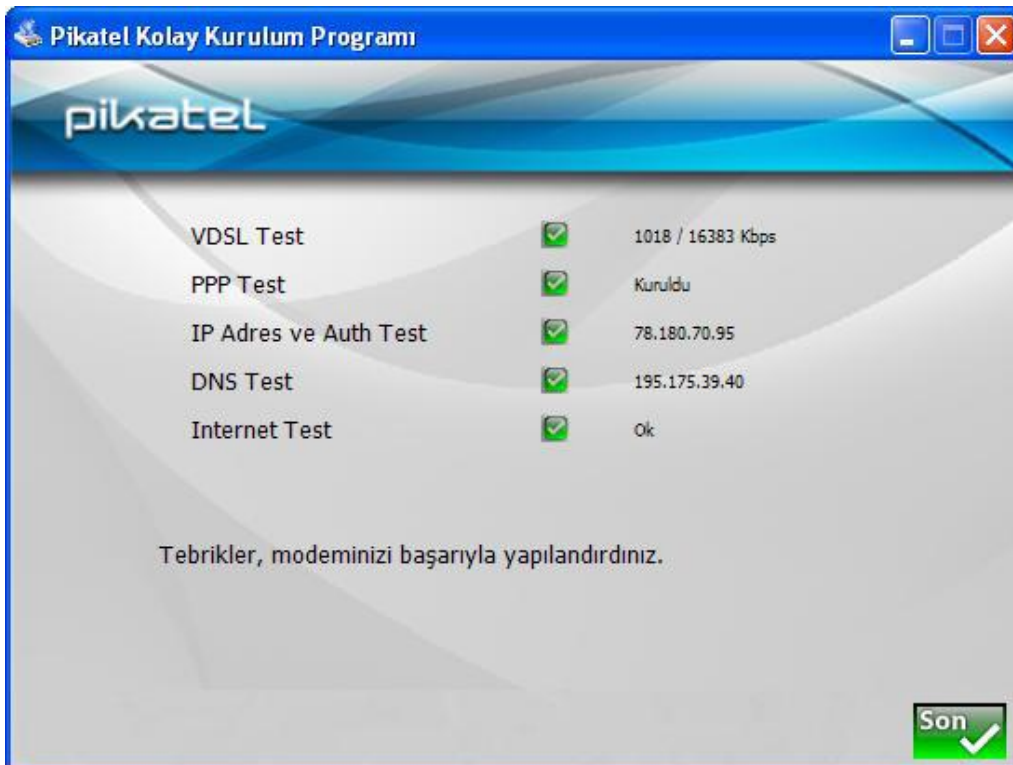 Pikatel Kolay Kurulum Programı
pikatel
VDSL Test 1018 / 16383 Kbps
PPP Test Kuruldu
IP Adres ve Auth Test 78.180.70.95
DNS Test 195.175.39.40
Internet Test Ok
Tebrikler, modeminizi başarıyla yapılandırdınız.
Son